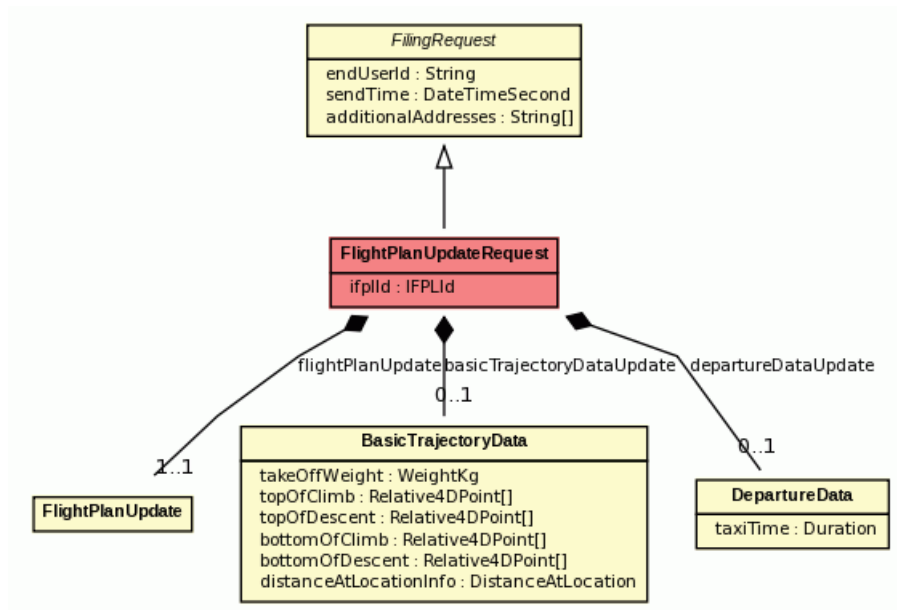 FilingRequest
endUserId : String
sendTime : DateTimeSecond
additionalAddresses : String[]
FlightPlanUpdateRequest
ifplId : IFPLId
flightPlanUpdate
basicTrajectoryDataUpdate
departureDataUpdate
0..1
1..1
0..1
FlightPlanUpdate
BasicTrajectoryData
takeOffWeight : WeightKg
topOfClimb : Relative4DPoint[]
topOfDescent : Relative4DPoint[]
bottomOfClimb : Relative4DPoint[]
bottomOfDescent : Relative4DPoint[]
distanceAtLocationInfo : DistanceAtLocation
DepartureData
taxiTime : Duration